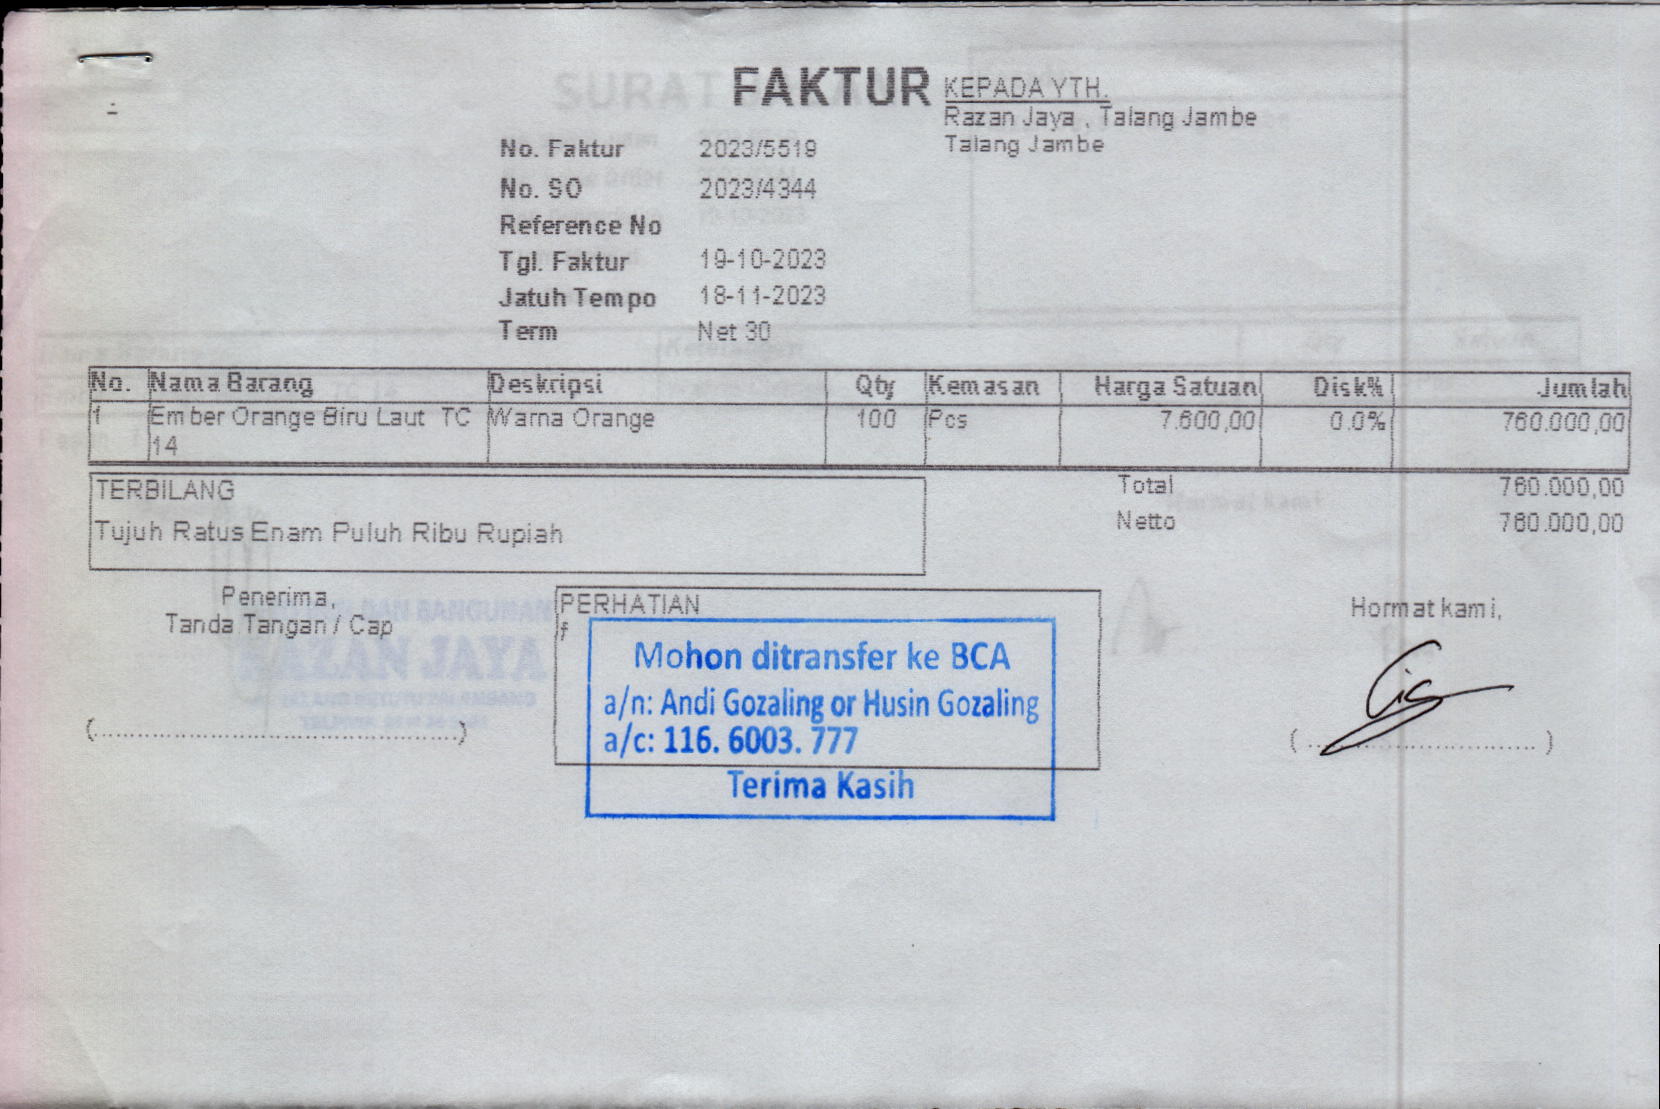 FAKTUR
KEPADA YTH.
Razan Jaya , Talang Jambe
Talang Jambe
No. Faktur 2023/5519
No. SO 2023/4344
Reference No
Tgl. Faktur 19-10-2023
Jatuh Tempo 18-11-2023
Term Net 30
No. Nama Barang Deskripsi Qty Kemasan Harga Satuan Disk% Jumlah
1 Ember Orange Biru Laut TC Warna Orange 100 Pcs 7.600,00 0.0% 760.000,00
14
TERBILANG
Tujuh Ratus Enam Puluh Ribu Rupiah
Total 760.000,00
Netto 760.000,00
Penerima,
Tanda Tangan / Cap
(..........................................)
PERHATIAN
f
Mohon ditransfer ke BCA
a/n: Andi Gozaling or Husin Gozaling
a/c: 116. 6003. 777
Terima Kasih
Hormat kami,
( .............................. )
DAN BANGUNAN
RAZAN JAYA